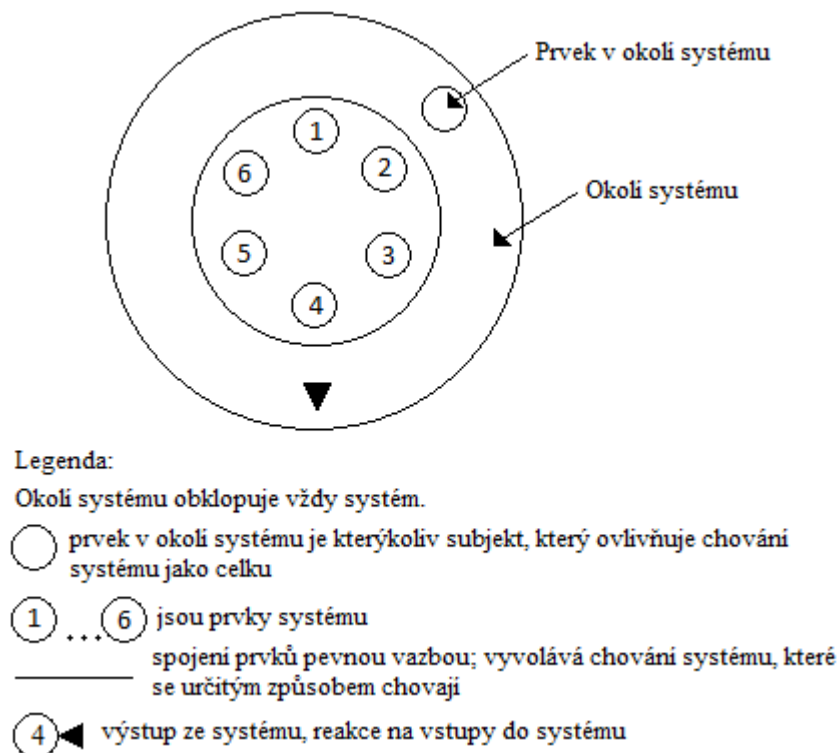 Prvek v okolí systému
1
2
6
Okolí systému
5
3
4
Legenda:
Okolí systému obklopuje vždy systém.
prvek v okolí systému je kterýkoliv subjekt, který ovlivňuje chování
systému jako celku
1 ... 6 jsou prvky systému
spojení prvků pevnou vazbou; vyvolává chování systému, které
se určitým způsobem chovají
4 výstup ze systému, reakce na vstupy do systému